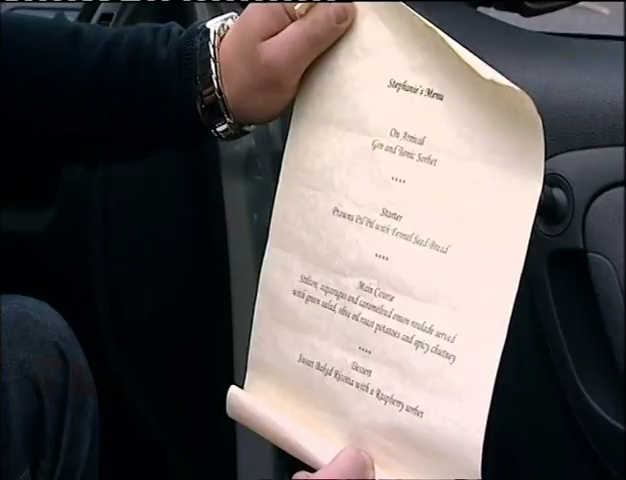 Stephanie's Menu
On Arrival
Gin and Tonic Sorbet
****
Starter
Prawns Pil Pil with Fennel Seed Bread
****
Main Course
Stilton, asparagus and caramelised onion roulade served
with green salad, olive oil roast potatoes and spicy chutney
****
Dessert
Sweet Baked Ricotta with a Raspberry sorbet